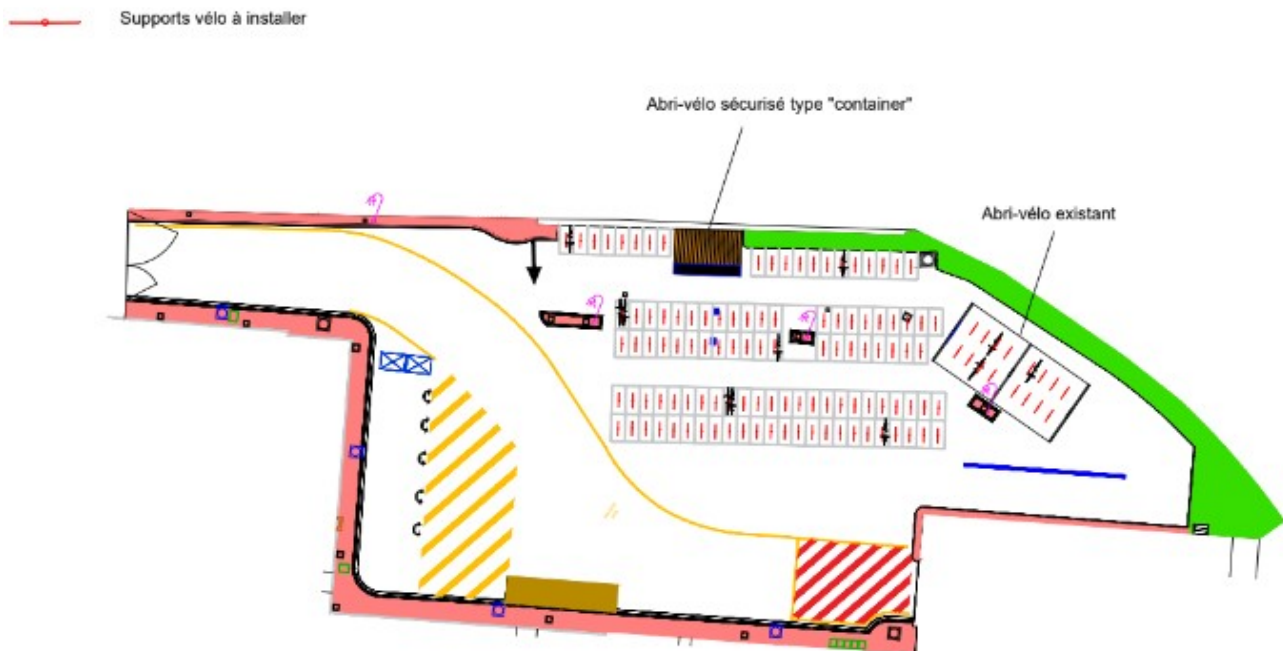 Supports vélo à installer
Abri-vélo sécurisé type "container"
Abri-vélo existant